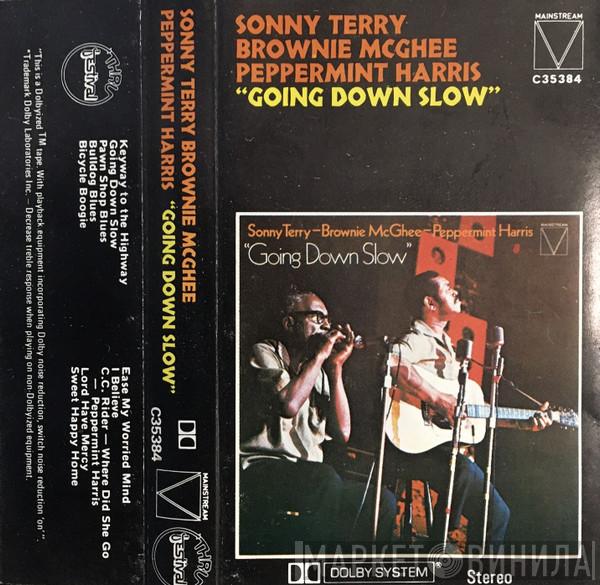 SONNY TERRY
BROWNIE MCGHEE
PEPPERMINT HARRIS
"GOING DOWN SLOW"
MAINSTREAM
C35384
Sonny Terry—Brownie McGhee—Peppermint Harris
"Going Down Slow"
MAINSTREAM
DOLBY SYSTEM®
Stereo
SONNY TERRY BROWNIE MCGHEE
PEPPERMINT HARRIS "GOING DOWN SLOW"
C35384
MAINSTREAM
festival
festival
Keyway to the Highway
Going Down Slow
Pawn Shop Blues
Bulldog Blues
Bicycle Boogie
Ease My Worried Mind
I Believe
C.C. Rider — Where Did She Go
— Peppermint Harris
Lord Have Mercy
Sweet Happy Home
"This is a Dolbyized TM tape. With playback equipment incorporating Dolby noise reduction, switch noise reduction 'on'".
*Trademark Dolby Laboratories Inc. — Decrease treble response when playing on non-Dolbyized equipment.
МАРКЕТ ВИНИЛА